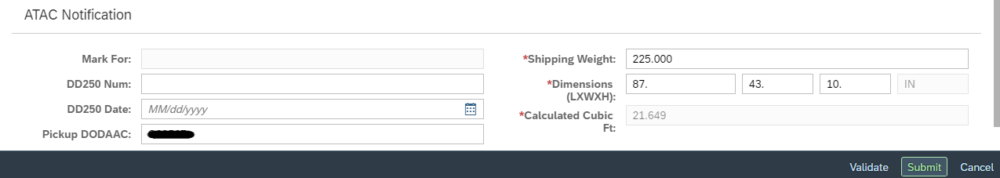 ATAC Notification
Mark For:
DD250 Num:
DD250 Date: MM/dd/yyyy
Pickup DODAAC:
*Shipping Weight: 225.000
*Dimensions (LXWXH): 87. 43. 10. IN
*Calculated Cubic Ft: 21.649
Validate Submit Cancel